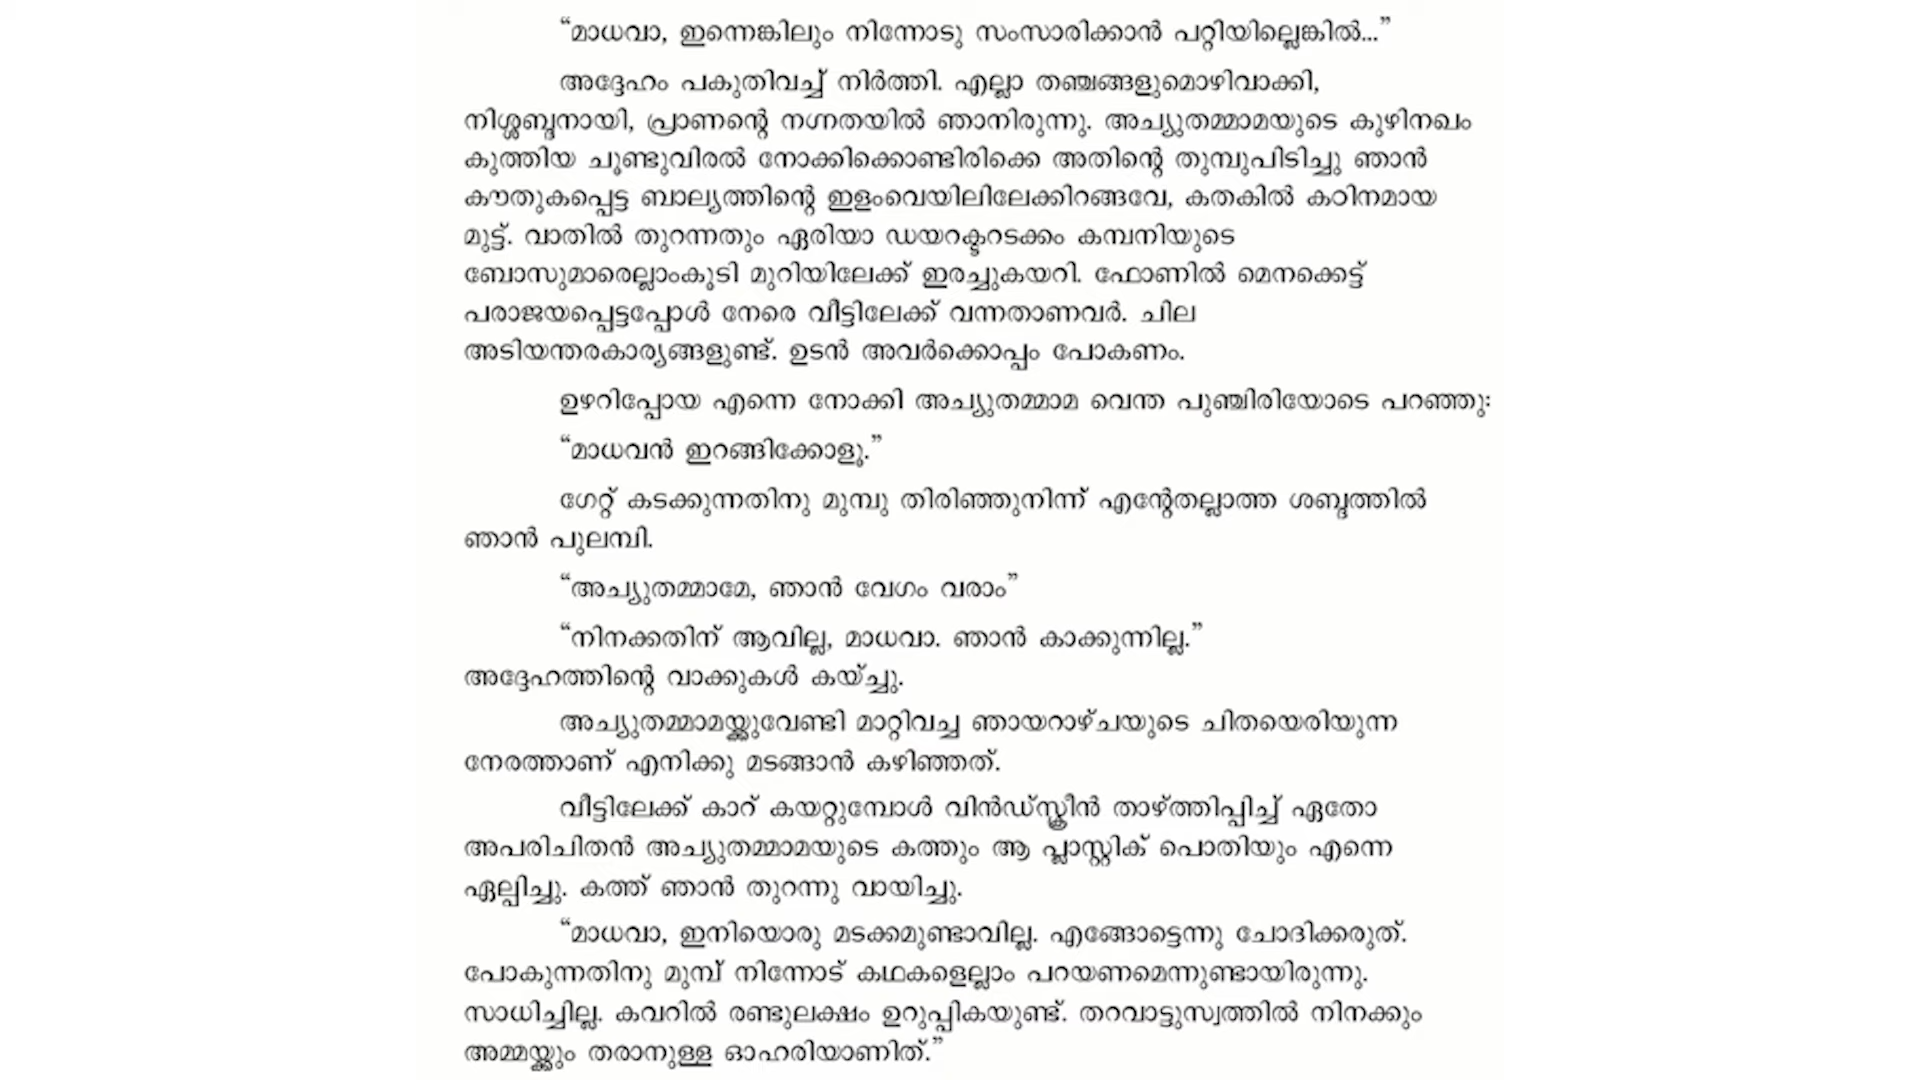 “മാധവാ, ഇന്നെങ്കിലും നിന്നോടു സംസാരിക്കാൻ പറ്റിയില്ലെങ്കിൽ...”
അദ്ദേഹം പകുതിവച്ച് നിർത്തി. എല്ലാ തഞ്ചങ്ങളുമൊഴിവാക്കി,
നിശ്ശബ്ദനായി, പ്രാണന്റെ നഗ്നതയിൽ ഞാനിരുന്നു. അച്യുതമ്മാമയുടെ കുഴിനഖം
കുത്തിയ ചൂണ്ടുവിരൽ നോക്കിക്കൊണ്ടിരിക്കെ അതിന്റെ തുമ്പുപിടിച്ചു ഞാൻ
കൗതുകപ്പെട്ട ബാല്യത്തിന്റെ ഇളംവെയിലിലേക്കിറങ്ങവേ, കതകിൽ കഠിനമായ
മുട്ട്. വാതിൽ തുറന്നതും ഏരിയാ ഡയറക്ടറടക്കം കമ്പനിയുടെ
ബോസുമാരെല്ലാംകൂടി മുറിയിലേക്ക് ഇരച്ചുകയറി. ഫോണിൽ മെനക്കെട്ട്
പരാജയപ്പെട്ടപ്പോൾ നേരെ വീട്ടിലേക്ക് വന്നതാണവർ. ചില
അടിയന്തരകാര്യങ്ങളുണ്ട്. ഉടൻ അവർക്കൊപ്പം പോകണം.
ഉഴറിപ്പോയ എന്നെ നോക്കി അച്യുതമ്മാമ വെന്ത പുഞ്ചിരിയോടെ പറഞ്ഞു:
“മാധവൻ ഇറങ്ങിക്കോളൂ.”
ഗേറ്റ് കടക്കുന്നതിനു മുമ്പു തിരിഞ്ഞുനിന്ന് എന്റേതല്ലാത്ത ശബ്ദത്തിൽ
ഞാൻ പുലമ്പി.
“അച്യുതമ്മാമേ, ഞാൻ വേഗം വരാം”
“നിനക്കതിന് ആവില്ല, മാധവാ. ഞാൻ കാക്കുന്നില്ല.”
അദ്ദേഹത്തിന്റെ വാക്കുകൾ കയ്ച്ചു.
അച്യുതമ്മാമയ്ക്കുവേണ്ടി മാറ്റിവച്ച ഞായറാഴ്ചയുടെ ചിതയെരിയുന്ന
നേരത്താണ് എനിക്കു മടങ്ങാൻ കഴിഞ്ഞത്.
വീട്ടിലേക്ക് കാറ് കയറ്റുമ്പോൾ വിൻഡ്സ്ക്രീൻ താഴ്ത്തിപ്പിച്ച് ഏതോ
അപരിചിതൻ അച്യുതമ്മാമയുടെ കത്തും ആ പ്ലാസ്റ്റിക് പൊതിയും എന്നെ
ഏല്പിച്ചു. കത്ത് ഞാൻ തുറന്നു വായിച്ചു.
“മാധവാ, ഇനിയൊരു മടക്കമുണ്ടാവില്ല. എങ്ങോട്ടെന്നു ചോദിക്കരുത്.
പോകുന്നതിനു മുമ്പ് നിന്നോട് കഥകളെല്ലാം പറയണമെന്നുണ്ടായിരുന്നു.
സാധിച്ചില്ല. കവറിൽ രണ്ടുലക്ഷം ഉറുപ്പികയുണ്ട്. തറവാട്ടുസ്വത്തിൽ നിനക്കും
അമ്മയ്ക്കും തരാനുള്ള ഓഹരിയാണിത്.”